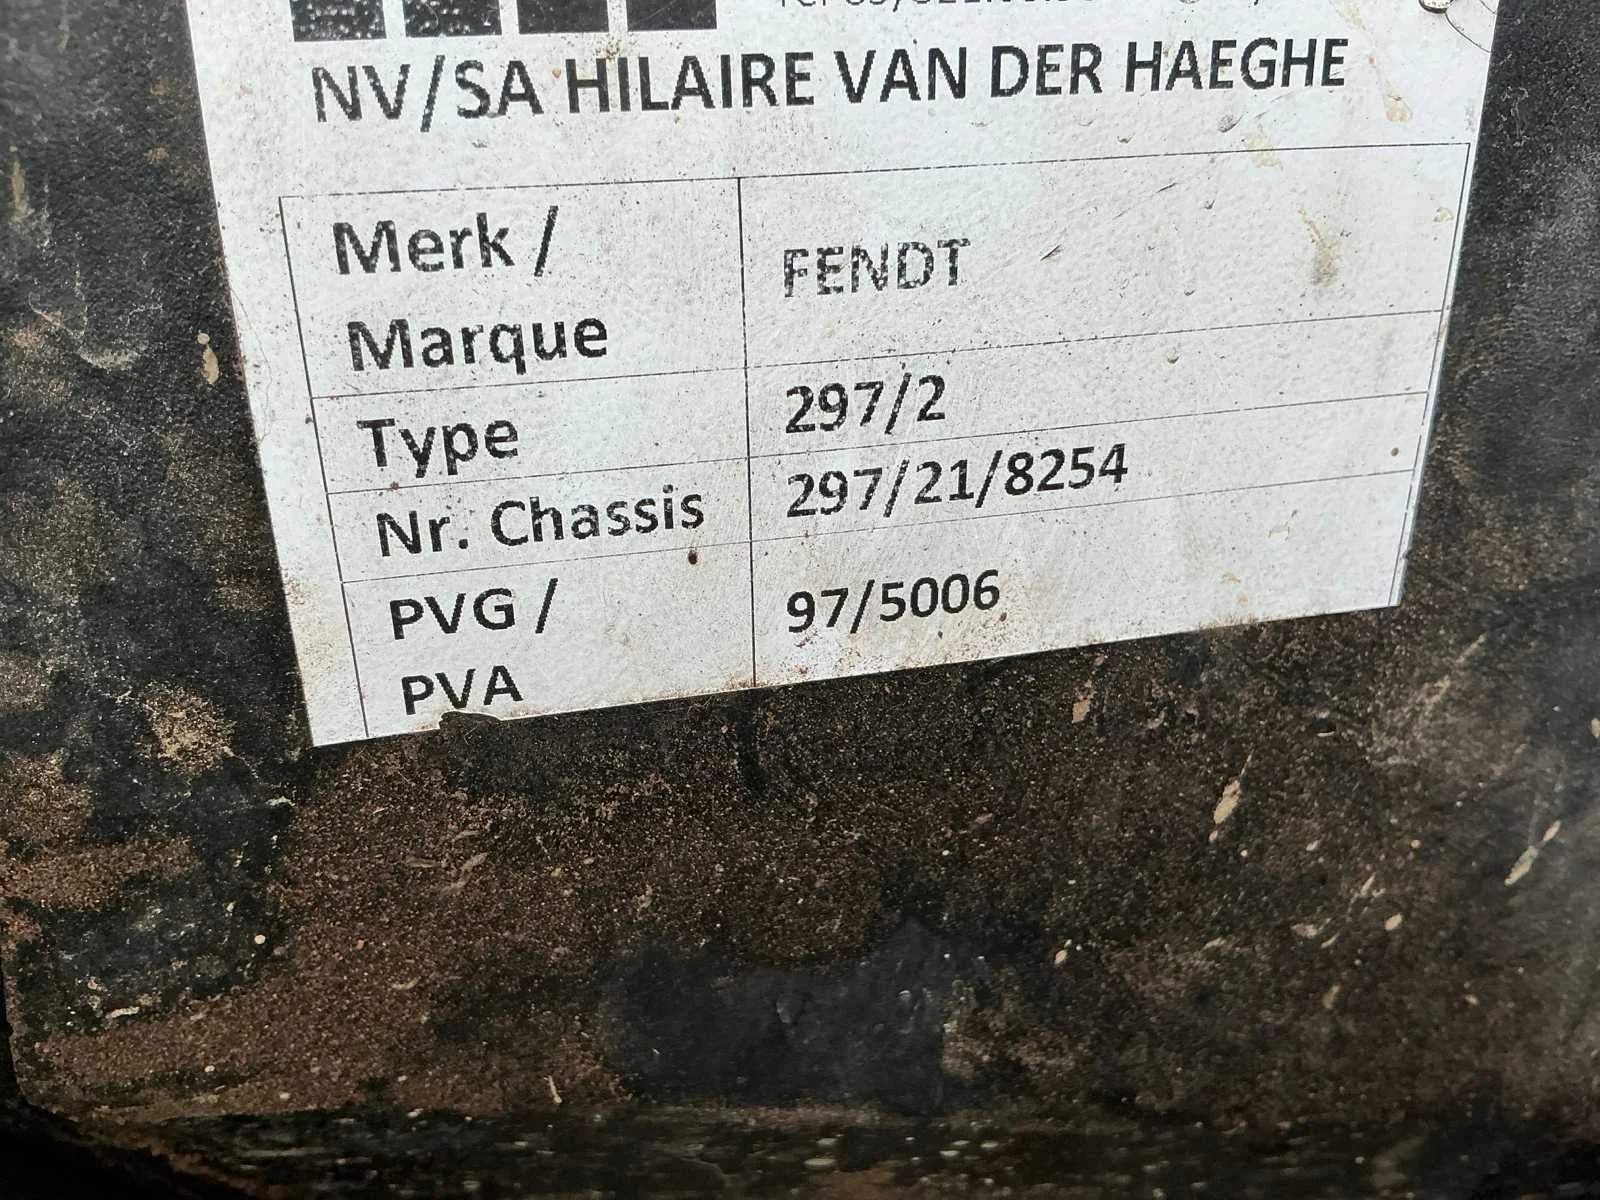 NV/SA HILAIRE VAN DER HAEGHE
Merk /
Marque
FENDT
Type
297/2
Nr. Chassis
297/21/8254
PVG /
PVA
97/5006